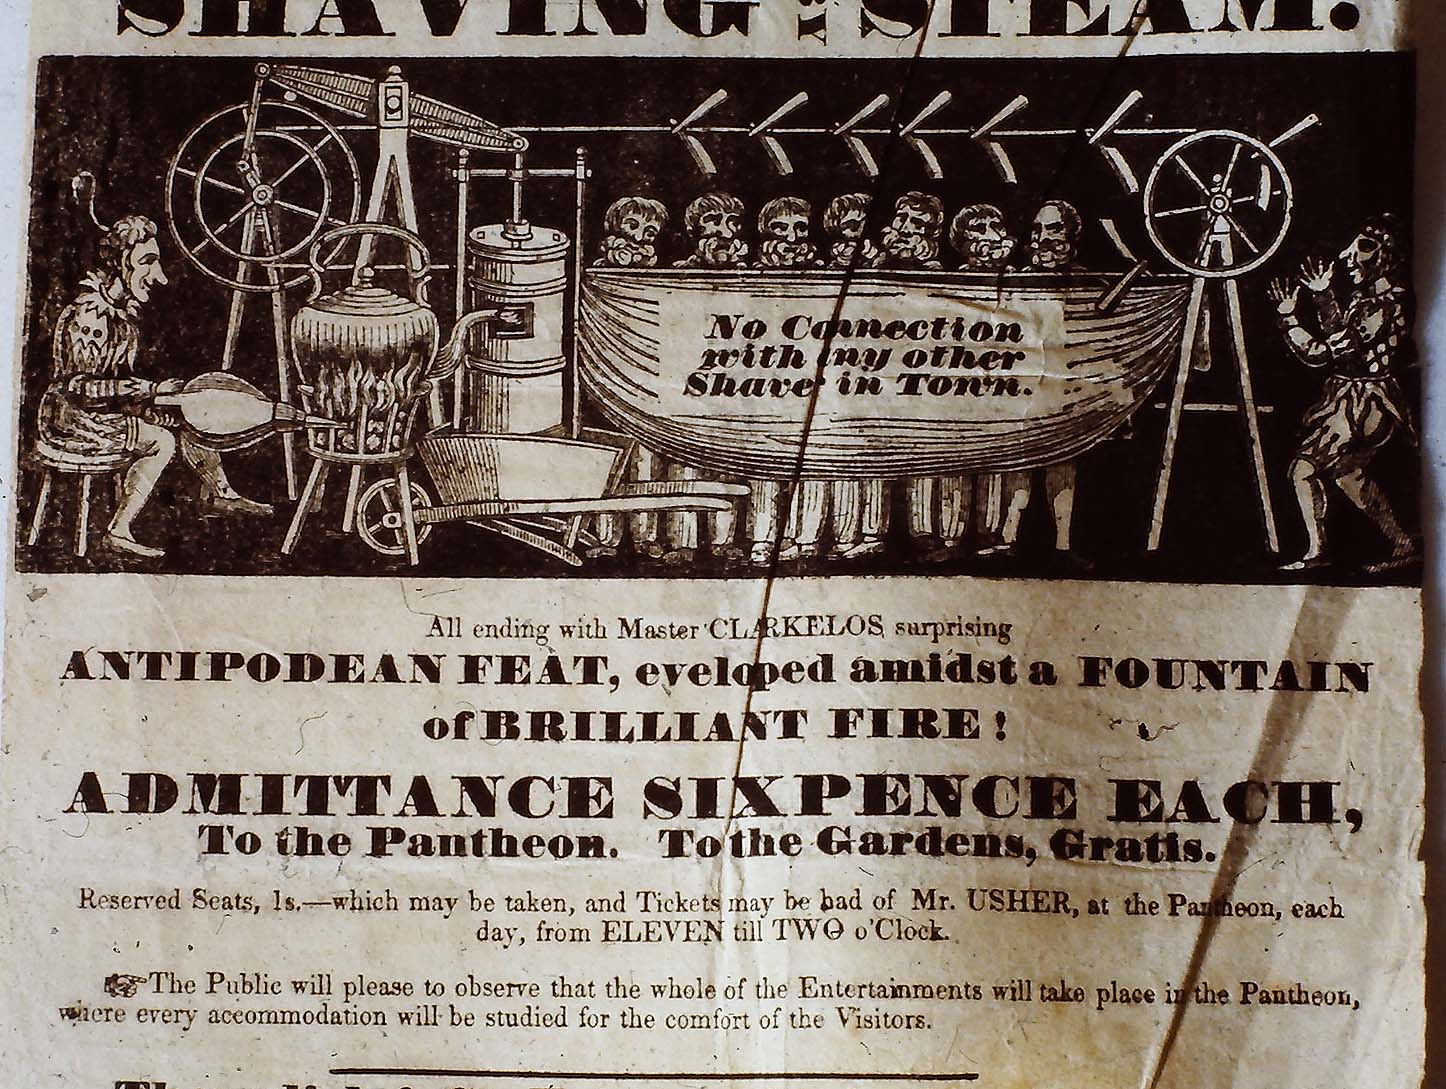 SHAVING BY STEAM.
No Connection
with any other
Shave in Town.
All ending with Master CLARKELOS surprising
ANTIPODEAN FEAT, eveloped amidst a FOUNTAIN
of BRILLIANT FIRE!
ADMITTANCE SIXPENCE EACH,
To the Pantheon. To the Gardens, Gratis.
Reserved Seats, 1s.—which may be taken, and Tickets may be had of Mr. USHER, at the Pantheon, each
day, from ELEVEN till TWO o'Clock.
☞The Public will please to observe that the whole of the Entertainments will take place in the Pantheon,
where every accommodation will be studied for the comfort of the Visitors.